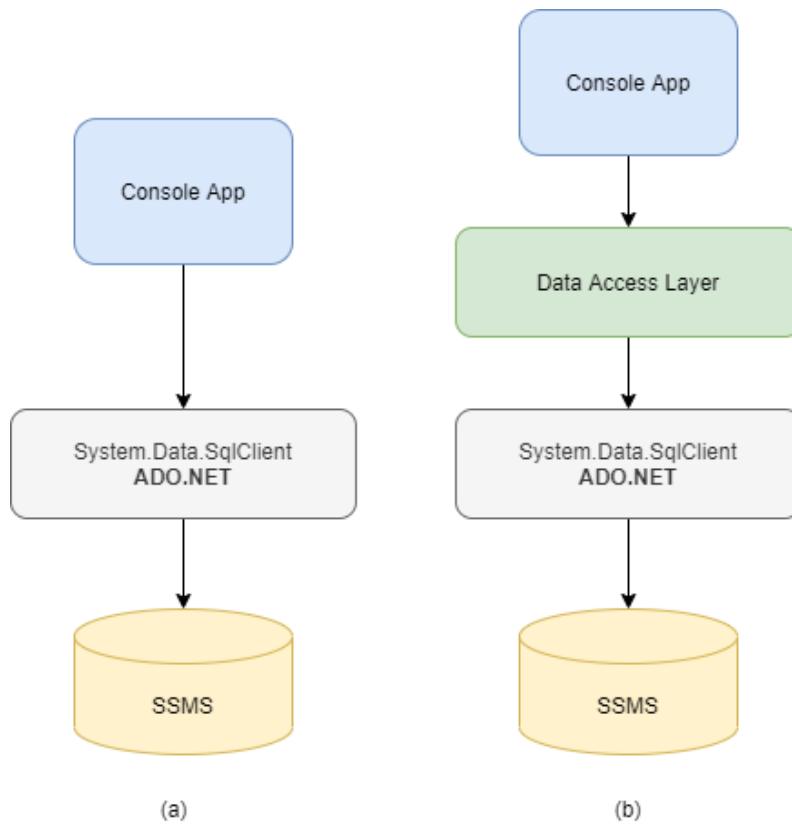 Console App
System.Data.SqlClient
ADO.NET
SSMS
(a)
Console App
Data Access Layer
System.Data.SqlClient
ADO.NET
SSMS
(b)